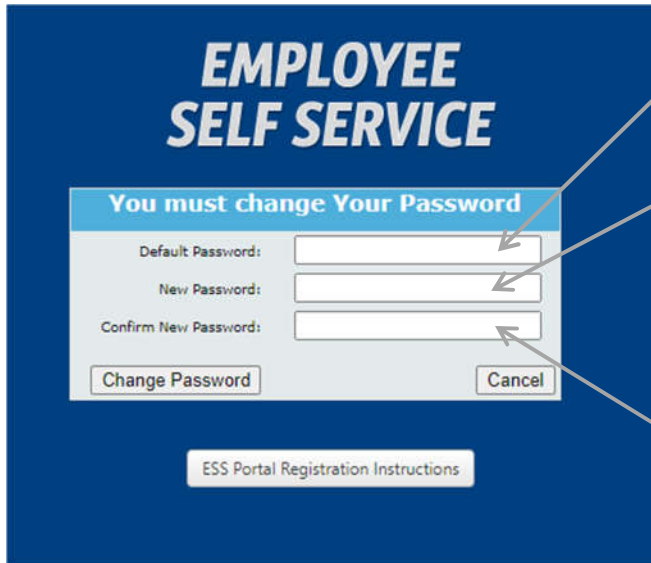 EMPLOYEE
SELF SERVICE
You must change Your Password
Default Password:
New Password:
Confirm New Password:
Change Password Cancel
ESS Portal Registration Instructions